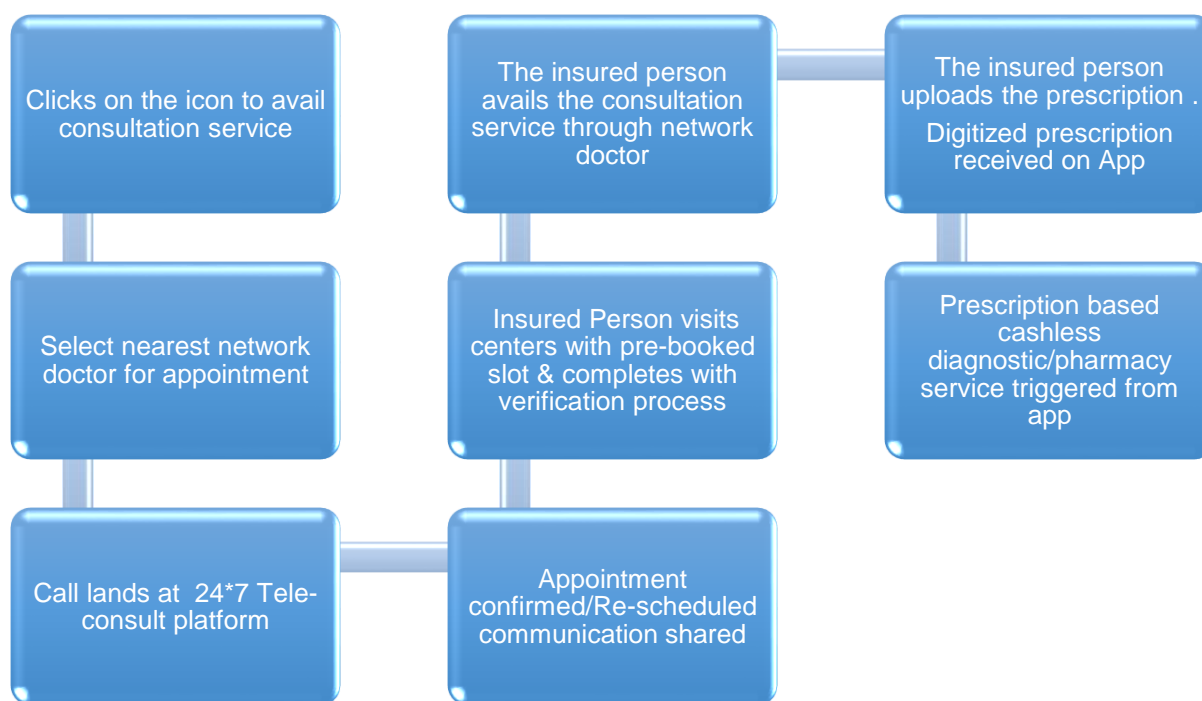 Clicks on the icon to avail
consultation service
Select nearest network
doctor for appointment
Call lands at  24*7 Tele-
consult platform
Appointment
confirmed/Re-scheduled
communication shared
Insured Person visits
centers with pre-booked
slot & completes with
verification process
The insured person
avails the consultation
service through network
doctor
The insured person
uploads the prescription .
Digitized prescription
received on App
Prescription based
cashless
diagnostic/pharmacy
service triggered from
app